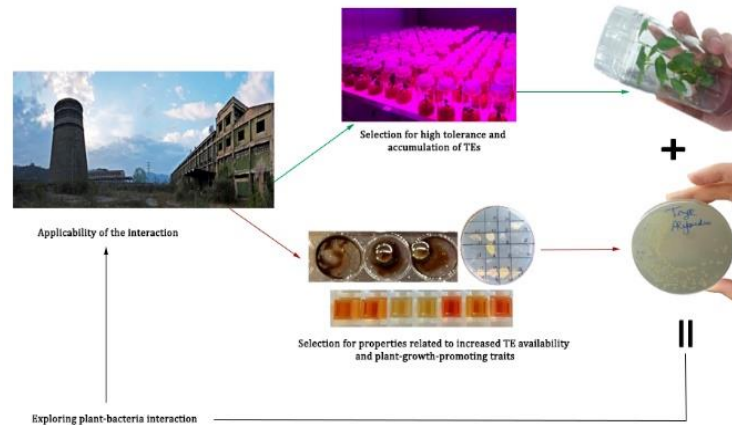 Selection for high tolerance and
accumulation of TEs
Applicability of the interaction
Selection for properties related to increased TE availability
and plant-growth-promoting traits
Exploring plant-bacteria interaction